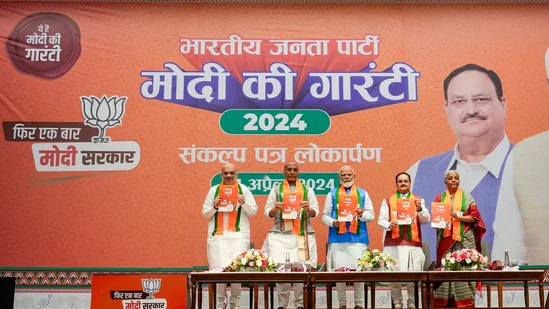 ये है
मोदी की
गारंटी
भारतीय जनता पार्टी
मोदी की गारंटी
2024
संकल्प पत्र लोकार्पण
अप्रैल 2024
फिर एक बार
मोदी सरकार
फिर एक बार
मोदी सरकार